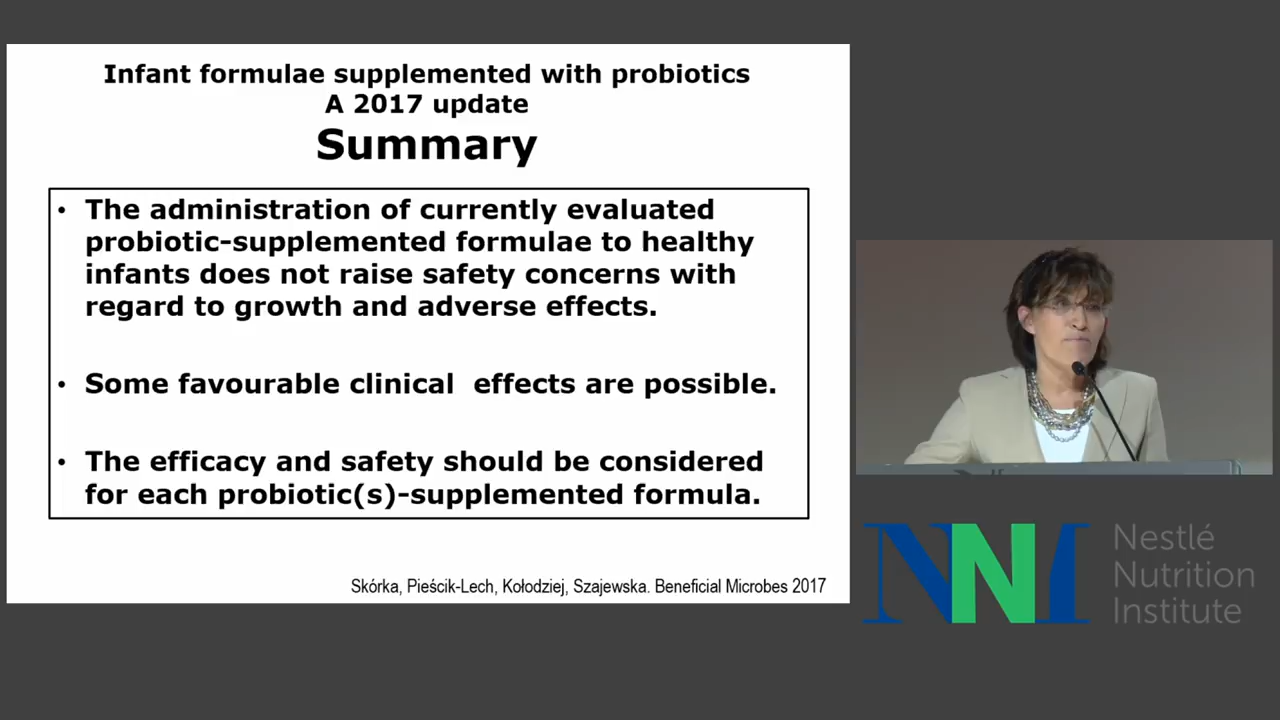 Infant formulae supplemented with probiotics
A 2017 update
Summary
• The administration of currently evaluated
probiotic-supplemented formulae to healthy
infants does not raise safety concerns with
regard to growth and adverse effects.
• Some favourable clinical  effects are possible.
• The efficacy and safety should be considered
for each probiotic(s)-supplemented formula.
Skórka, Pieścik-Lech, Kołodziej, Szajewska. Beneficial Microbes 2017
NNI
Nestlé
Nutrition
Institute